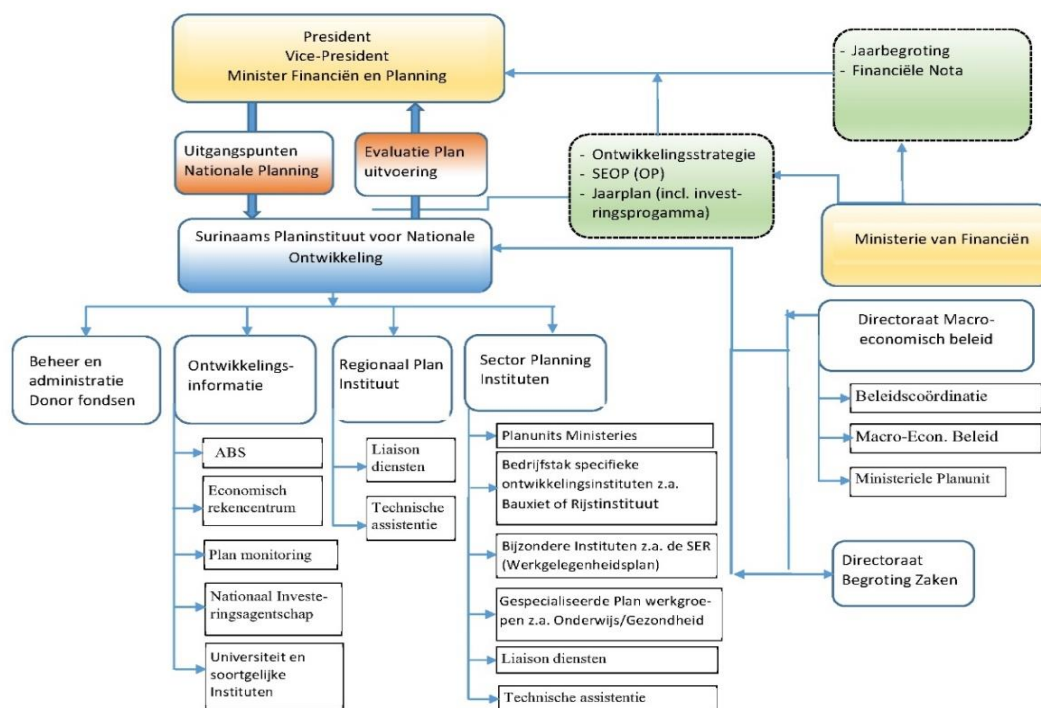 President
Vice-President
Minister Financiën en Planning
- Jaarbegroting
- Financiële Nota
Uitgangspunten
Nationale Planning
Evaluatie Plan
uitvoering
- Ontwikkelingsstrategie
- SEOP (OP)
- Jaarplan (incl. invest-
ringsprogamma)
Surinaams Planinstituut voor Nationale
Ontwikkeling
Ministerie van Financiën
Beheer en
administratie
Donor fondsen
Ontwikkelings-
informatie
Regionaal Plan
Instituut
Sector Planning
Instituten
Directoraat Macro-
economisch beleid
ABS
Economisch
rekencentrum
Plan monitoring
Nationaal Investe-
ringsagentschap
Universiteit en
soortgelijke
Instituten
Liaison
diensten
Technische
assistentie
Planunits Ministeries
Bedrijfstak specifieke
ontwikkelingsinstituten z.a.
Bauxiet of Rijstinstituut
Bijzondere Instituten z.a. de SER
(Werkgelegenheidsplan)
Gespecialiseerde Plan werkgroe-
pen z.a. Onderwijs/Gezondheid
Liaison diensten
Technische assistentie
Beleidscoördinatie
Macro-Econ. Beleid
Ministeriele Planunit
Directoraat
Begroting Zaken